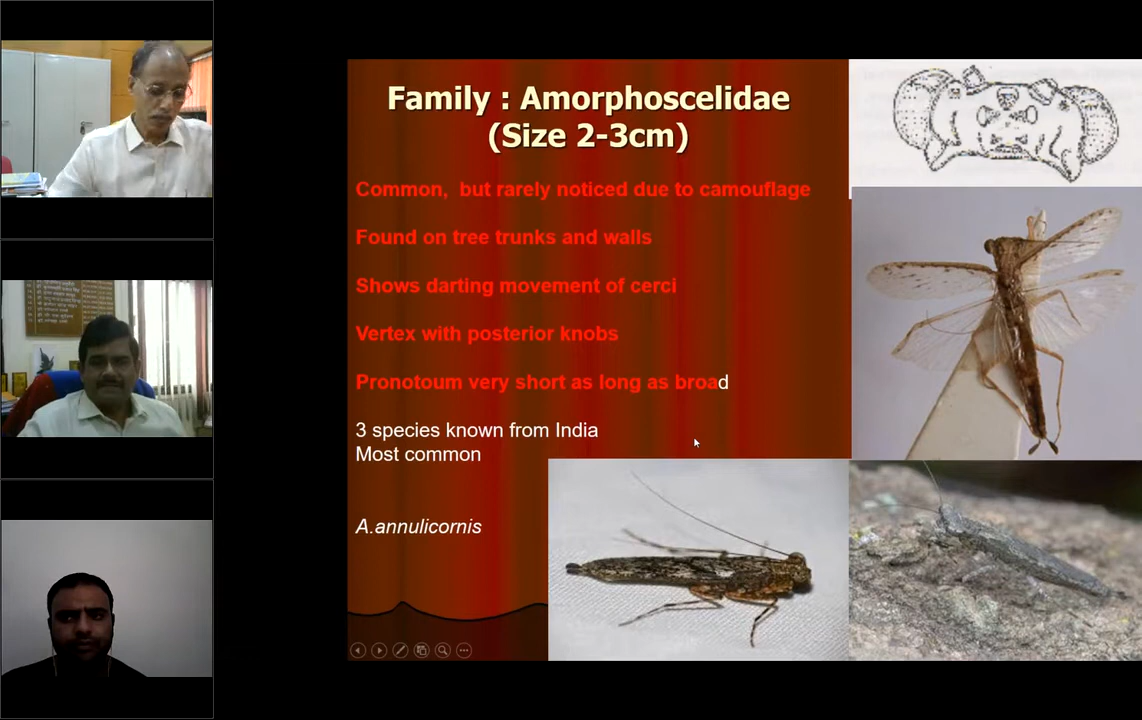 Family : Amorphoscelidae
(Size 2-3cm)
Common, but rarely noticed due to camouflage
Found on tree trunks and walls
Shows darting movement of cerci
Vertex with posterior knobs
Pronotoum very short as long as broad
3 species known from India
Most common
A.annulicornis